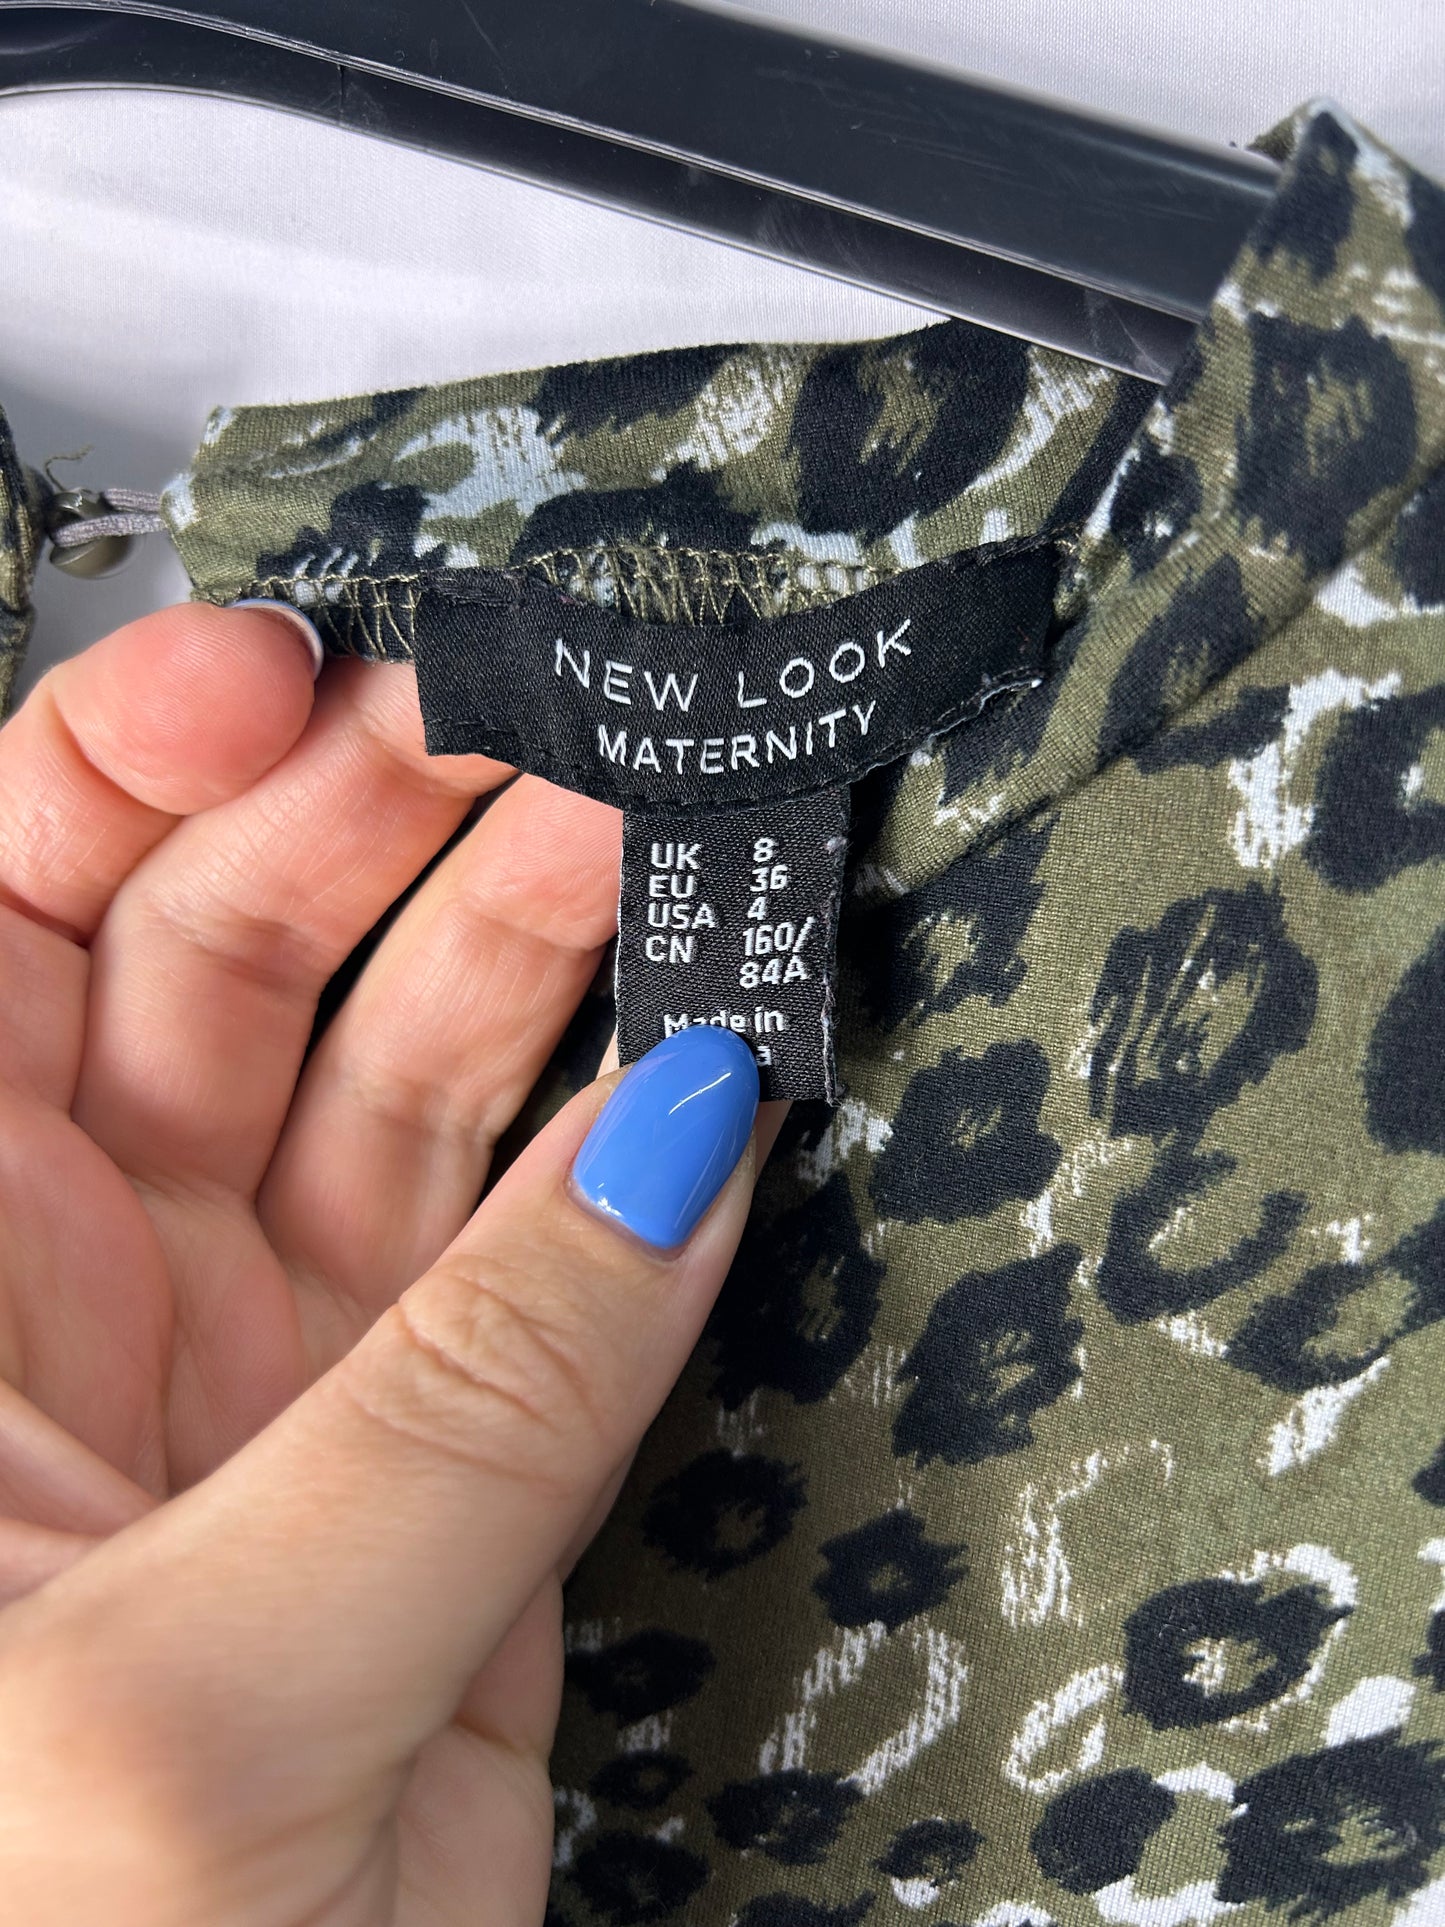 NEW LOOK
MATERNITY
UK 8
EU 36
USA 4
CN 160/
84A
Made in